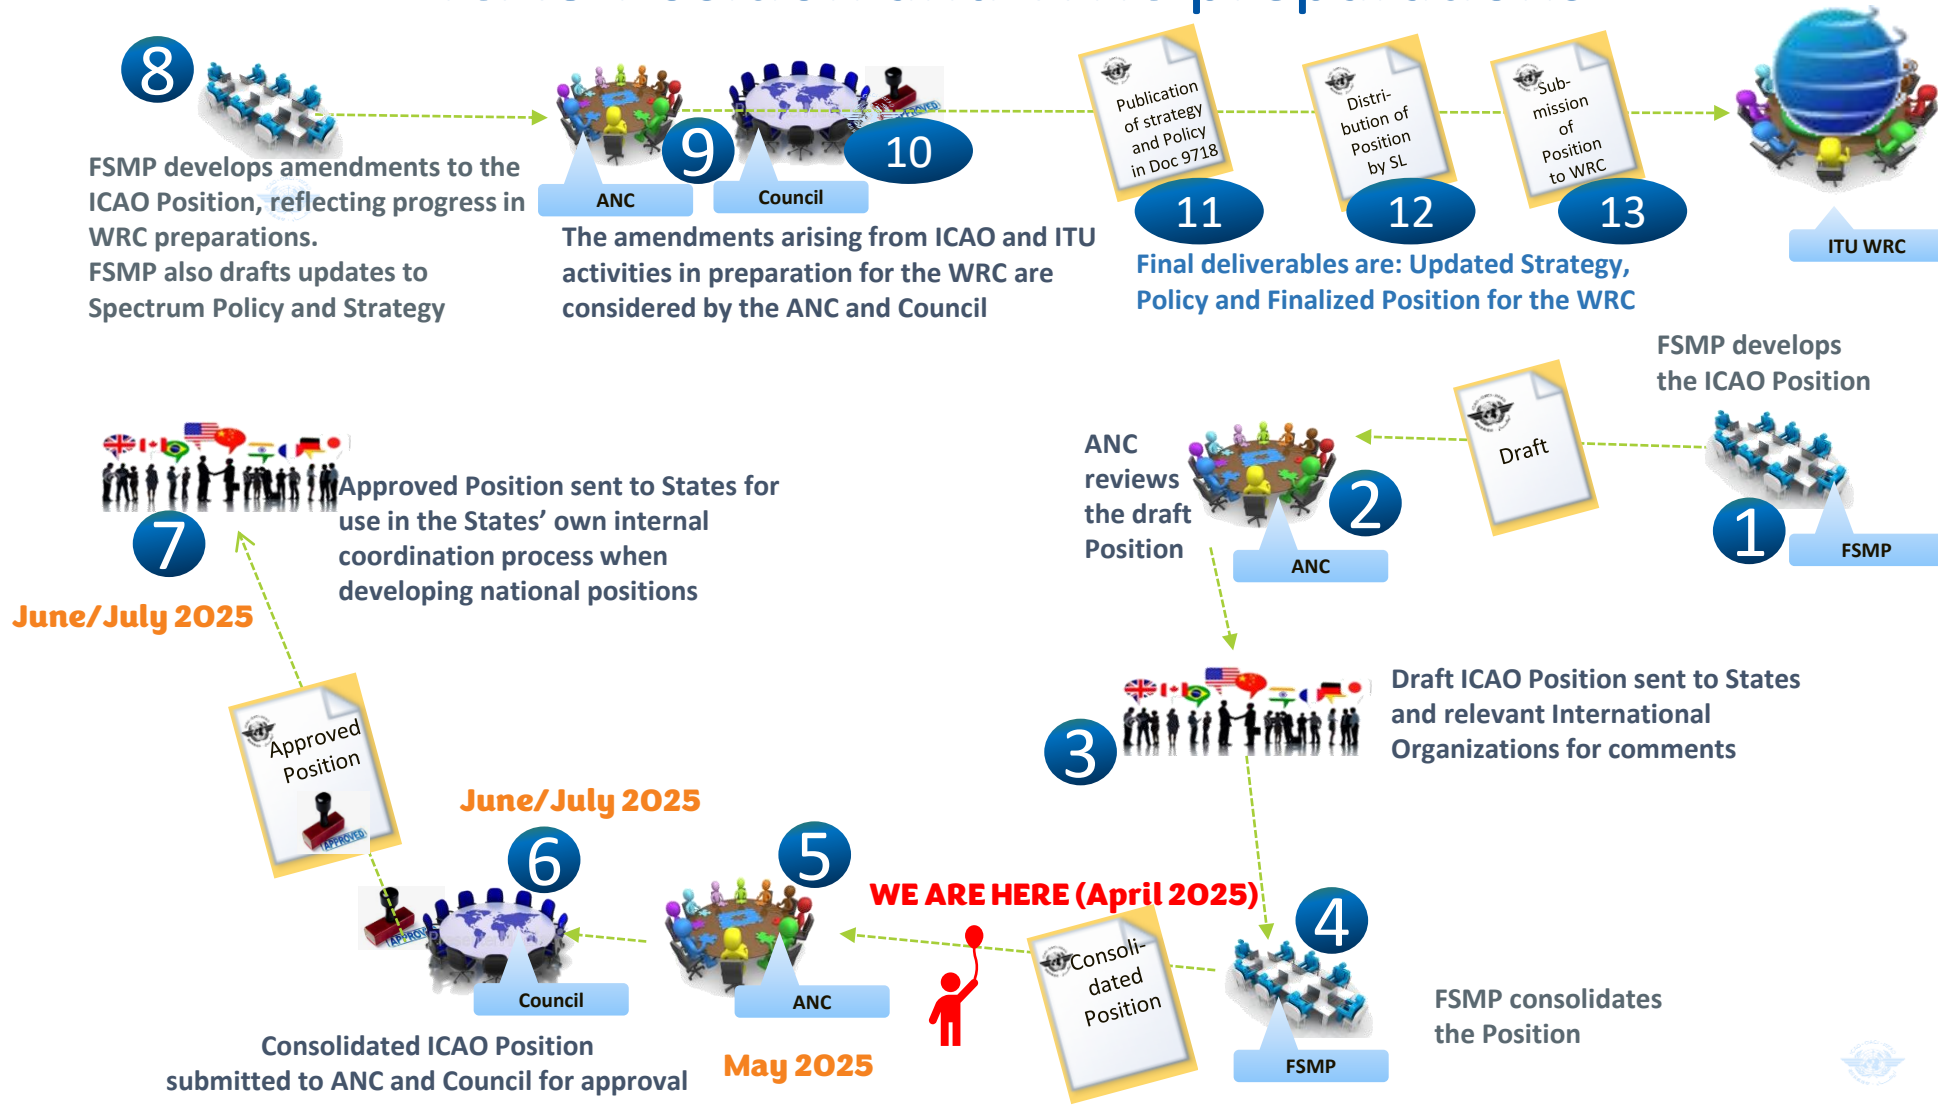 8
FSMP develops amendments to the
ICAO Position, reflecting progress in
WRC preparations.
FSMP also drafts updates to
Spectrum Policy and Strategy
ANC
9
Council
10
APPROVED
The amendments arising from ICAO and ITU
activities in preparation for the WRC are
considered by the ANC and Council
Publication
of strategy
and Policy
in Doc 9718
11
Distri-
bution of
Position
by SL
12
Sub-
mission
of
Position
to WRC
13
Final deliverables are: Updated Strategy,
Policy and Finalized Position for the WRC
ITU WRC
FSMP develops
the ICAO Position
1
FSMP
Draft
ANC
reviews
the draft
Position
2
ANC
3
Draft ICAO Position sent to States
and relevant International
Organizations for comments
4
FSMP
FSMP consolidates
the Position
Consoli-
dated
Position
WE ARE HERE (April 2025)
5
ANC
May 2025
June/July 2025
6
Council
Consolidated ICAO Position
submitted to ANC and Council for approval
Approved
Position
APPROVED
7
June/July 2025
Approved Position sent to States for
use in the States’ own internal
coordination process when
developing national positions